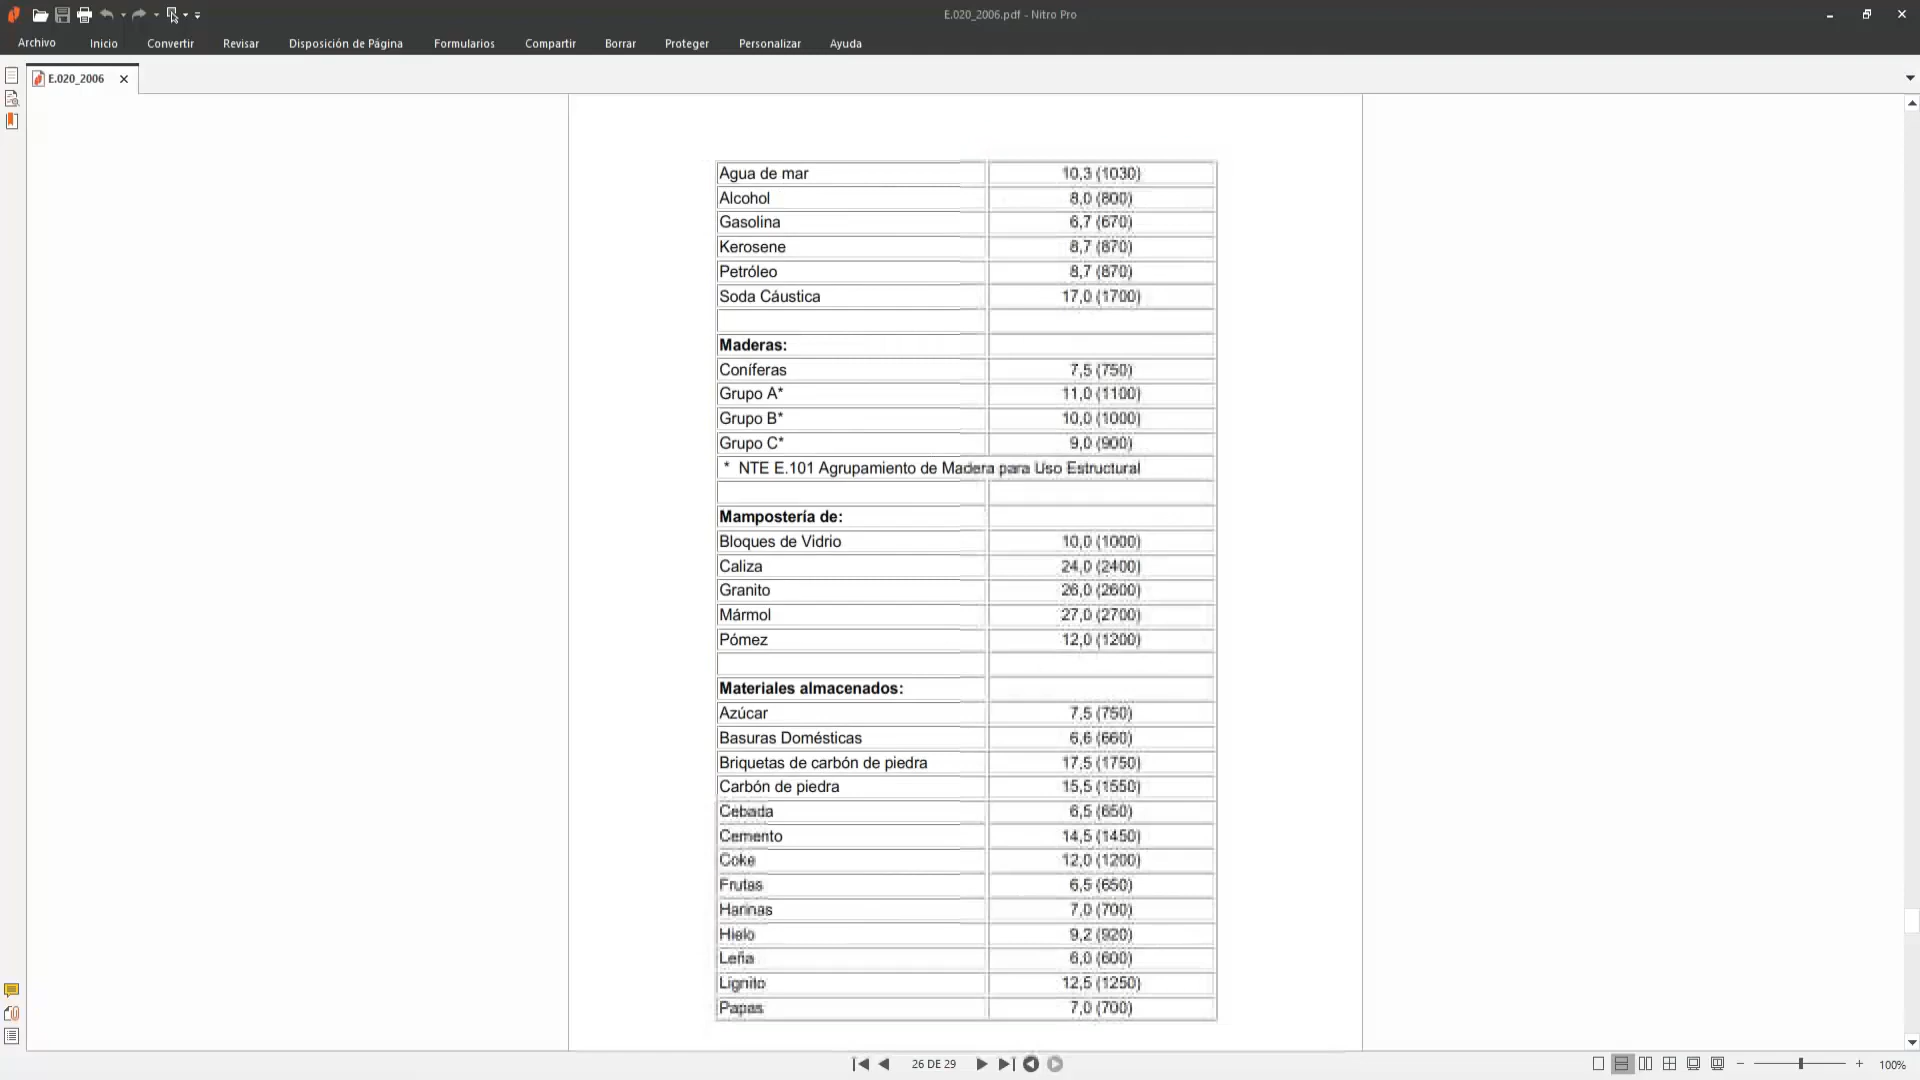 E.020_2006.pdf - Nitro Pro
Archivo Inicio Convertir Revisar Disposición de Página Formularios Compartir Borrar Proteger Personalizar Ayuda
E.020_2006
Agua de mar 10,3 (1030)
Alcohol 8,0 (800)
Gasolina 6,7 (670)
Kerosene 8,7 (870)
Petróleo 8,7 (870)
Soda Cáustica 17,0 (1700)
Maderas:
Coníferas 7,5 (750)
Grupo A* 11,0 (1100)
Grupo B* 10,0 (1000)
Grupo C* 9,0 (900)
* NTE E.101 Agrupamiento de Madera para Uso Estructural
Mampostería de:
Bloques de Vidrio 10,0 (1000)
Caliza 24,0 (2400)
Granito 26,0 (2600)
Mármol 27,0 (2700)
Pómez 12,0 (1200)
Materiales almacenados:
Azúcar 7,5 (750)
Basuras Domésticas 6,6 (660)
Briquetas de carbón de piedra 17,5 (1750)
Carbón de piedra 15,5 (1550)
Cebada 6,5 (650)
Cemento 14,5 (1450)
Coke 12,0 (1200)
Frutas 6,5 (650)
Harinas 7,0 (700)
Hielo 9,2 (920)
Leña 6,0 (600)
Lignito 12,5 (1250)
Papas 7,0 (700)
26 DE 29
100%